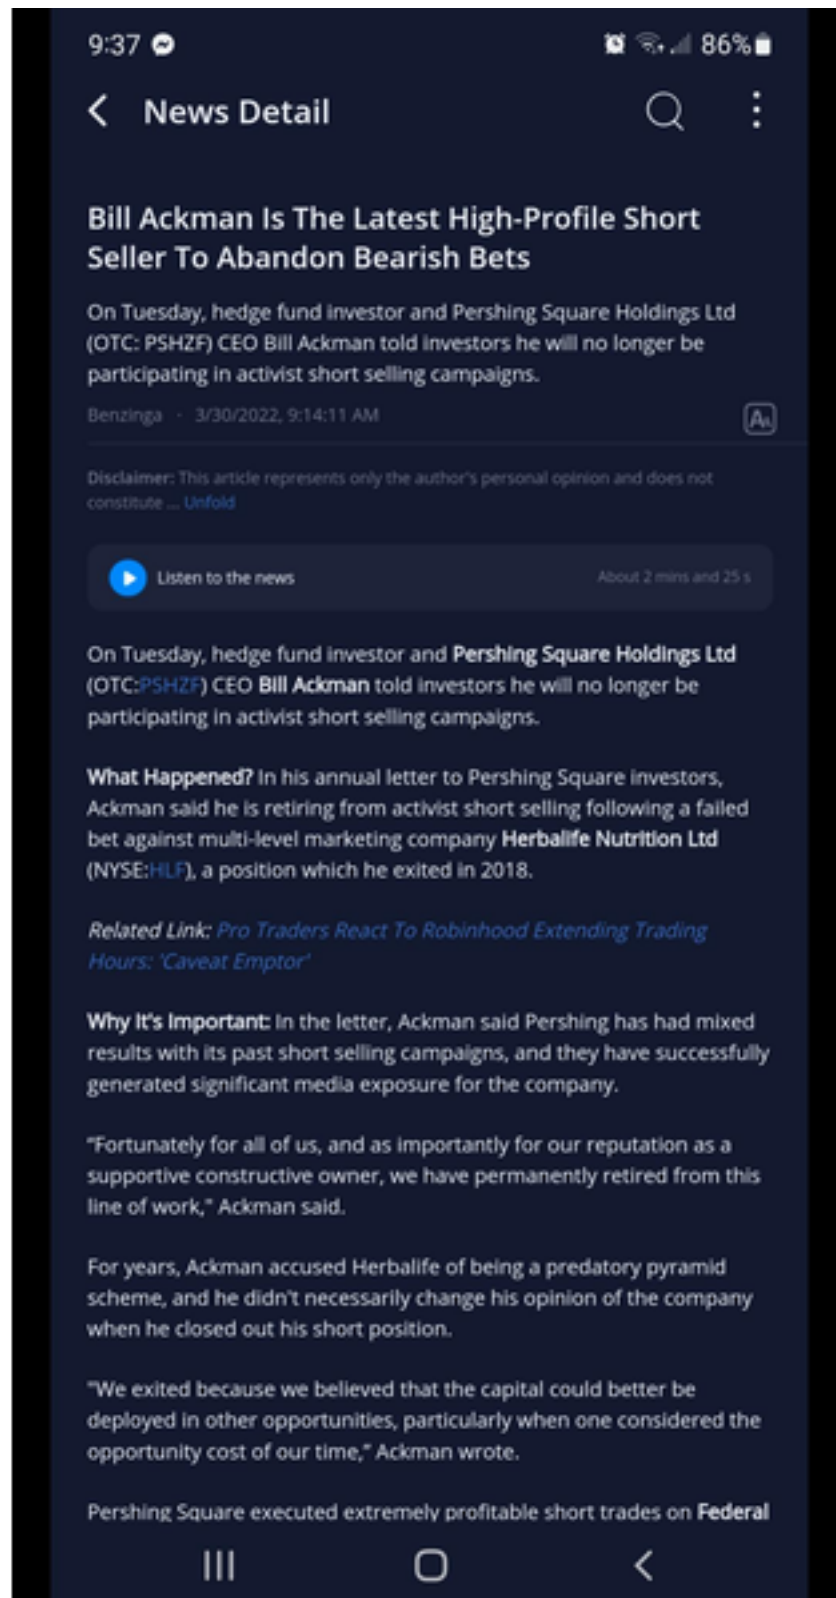 9:37 86%
News Detail
Bill Ackman Is The Latest High-Profile Short
Seller To Abandon Bearish Bets
On Tuesday, hedge fund investor and Pershing Square Holdings Ltd
(OTC: PSHZF) CEO Bill Ackman told investors he will no longer be
participating in activist short selling campaigns.
Benzinga · 3/30/2022, 9:14:11 AM
Disclaimer: This article represents only the author's personal opinion and does not
constitute ... Unfold
Listen to the news About 2 mins and 25 s
On Tuesday, hedge fund investor and Pershing Square Holdings Ltd
(OTC:PSHZF) CEO Bill Ackman told investors he will no longer be
participating in activist short selling campaigns.
What Happened? In his annual letter to Pershing Square investors,
Ackman said he is retiring from activist short selling following a failed
bet against multi-level marketing company Herbalife Nutrition Ltd
(NYSE:HLF), a position which he exited in 2018.
Related Link: Pro Traders React To Robinhood Extending Trading
Hours: 'Caveat Emptor'
Why It's Important: In the letter, Ackman said Pershing has had mixed
results with its past short selling campaigns, and they have successfully
generated significant media exposure for the company.
"Fortunately for all of us, and as importantly for our reputation as a
supportive constructive owner, we have permanently retired from this
line of work," Ackman said.
For years, Ackman accused Herbalife of being a predatory pyramid
scheme, and he didn't necessarily change his opinion of the company
when he closed out his short position.
"We exited because we believed that the capital could better be
deployed in other opportunities, particularly when one considered the
opportunity cost of our time," Ackman wrote.
Pershing Square executed extremely profitable short trades on Federal